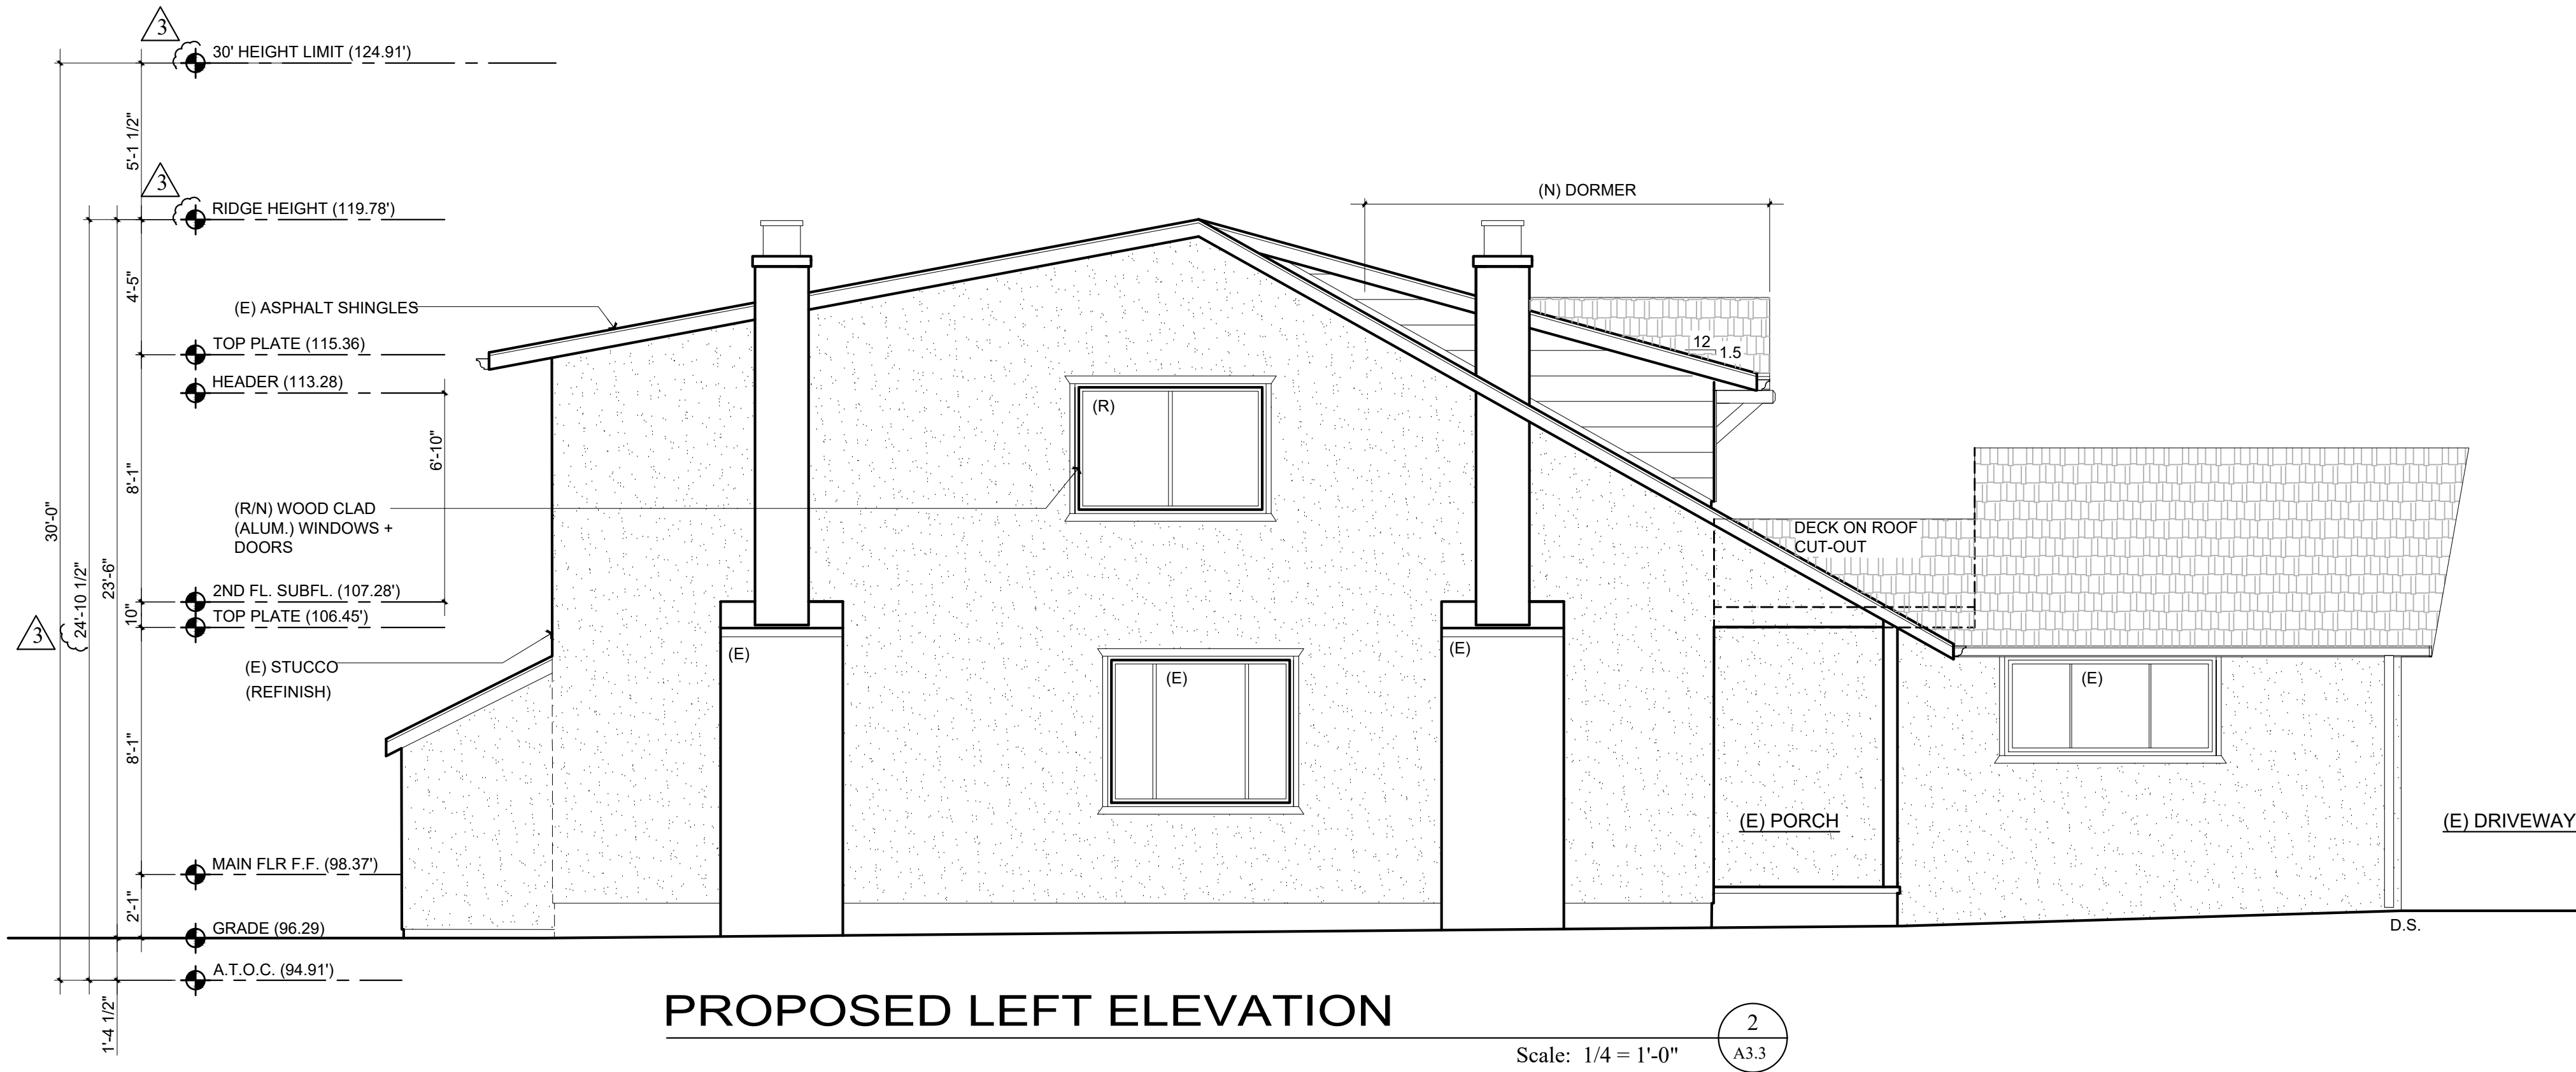 3
30' HEIGHT LIMIT (124.91')
5'-1 1/2"
3
RIDGE HEIGHT (119.78')
(N) DORMER
4'-5"
(E) ASPHALT SHINGLES
TOP PLATE (115.36)
12
1.5
HEADER (113.28)
(R)
8'-1"
6'-10"
(R/N) WOOD CLAD
(ALUM.) WINDOWS +
DOORS
30'-0"
24'-10 1/2"
23'-6"
DECK ON ROOF
CUT-OUT
2ND FL. SUBFL. (107.28')
10"
TOP PLATE (106.45')
3
(E) STUCCO
(REFINISH)
(E)
(E)
(E)
(E)
8'-1"
(E) PORCH
(E) DRIVEWAY
MAIN FLR F.F. (98.37')
2'-1"
GRADE (96.29)
D.S.
A.T.O.C. (94.91')
1'-4 1/2"
PROPOSED LEFT ELEVATION
2
A3.3
Scale: 1/4 = 1'-0"